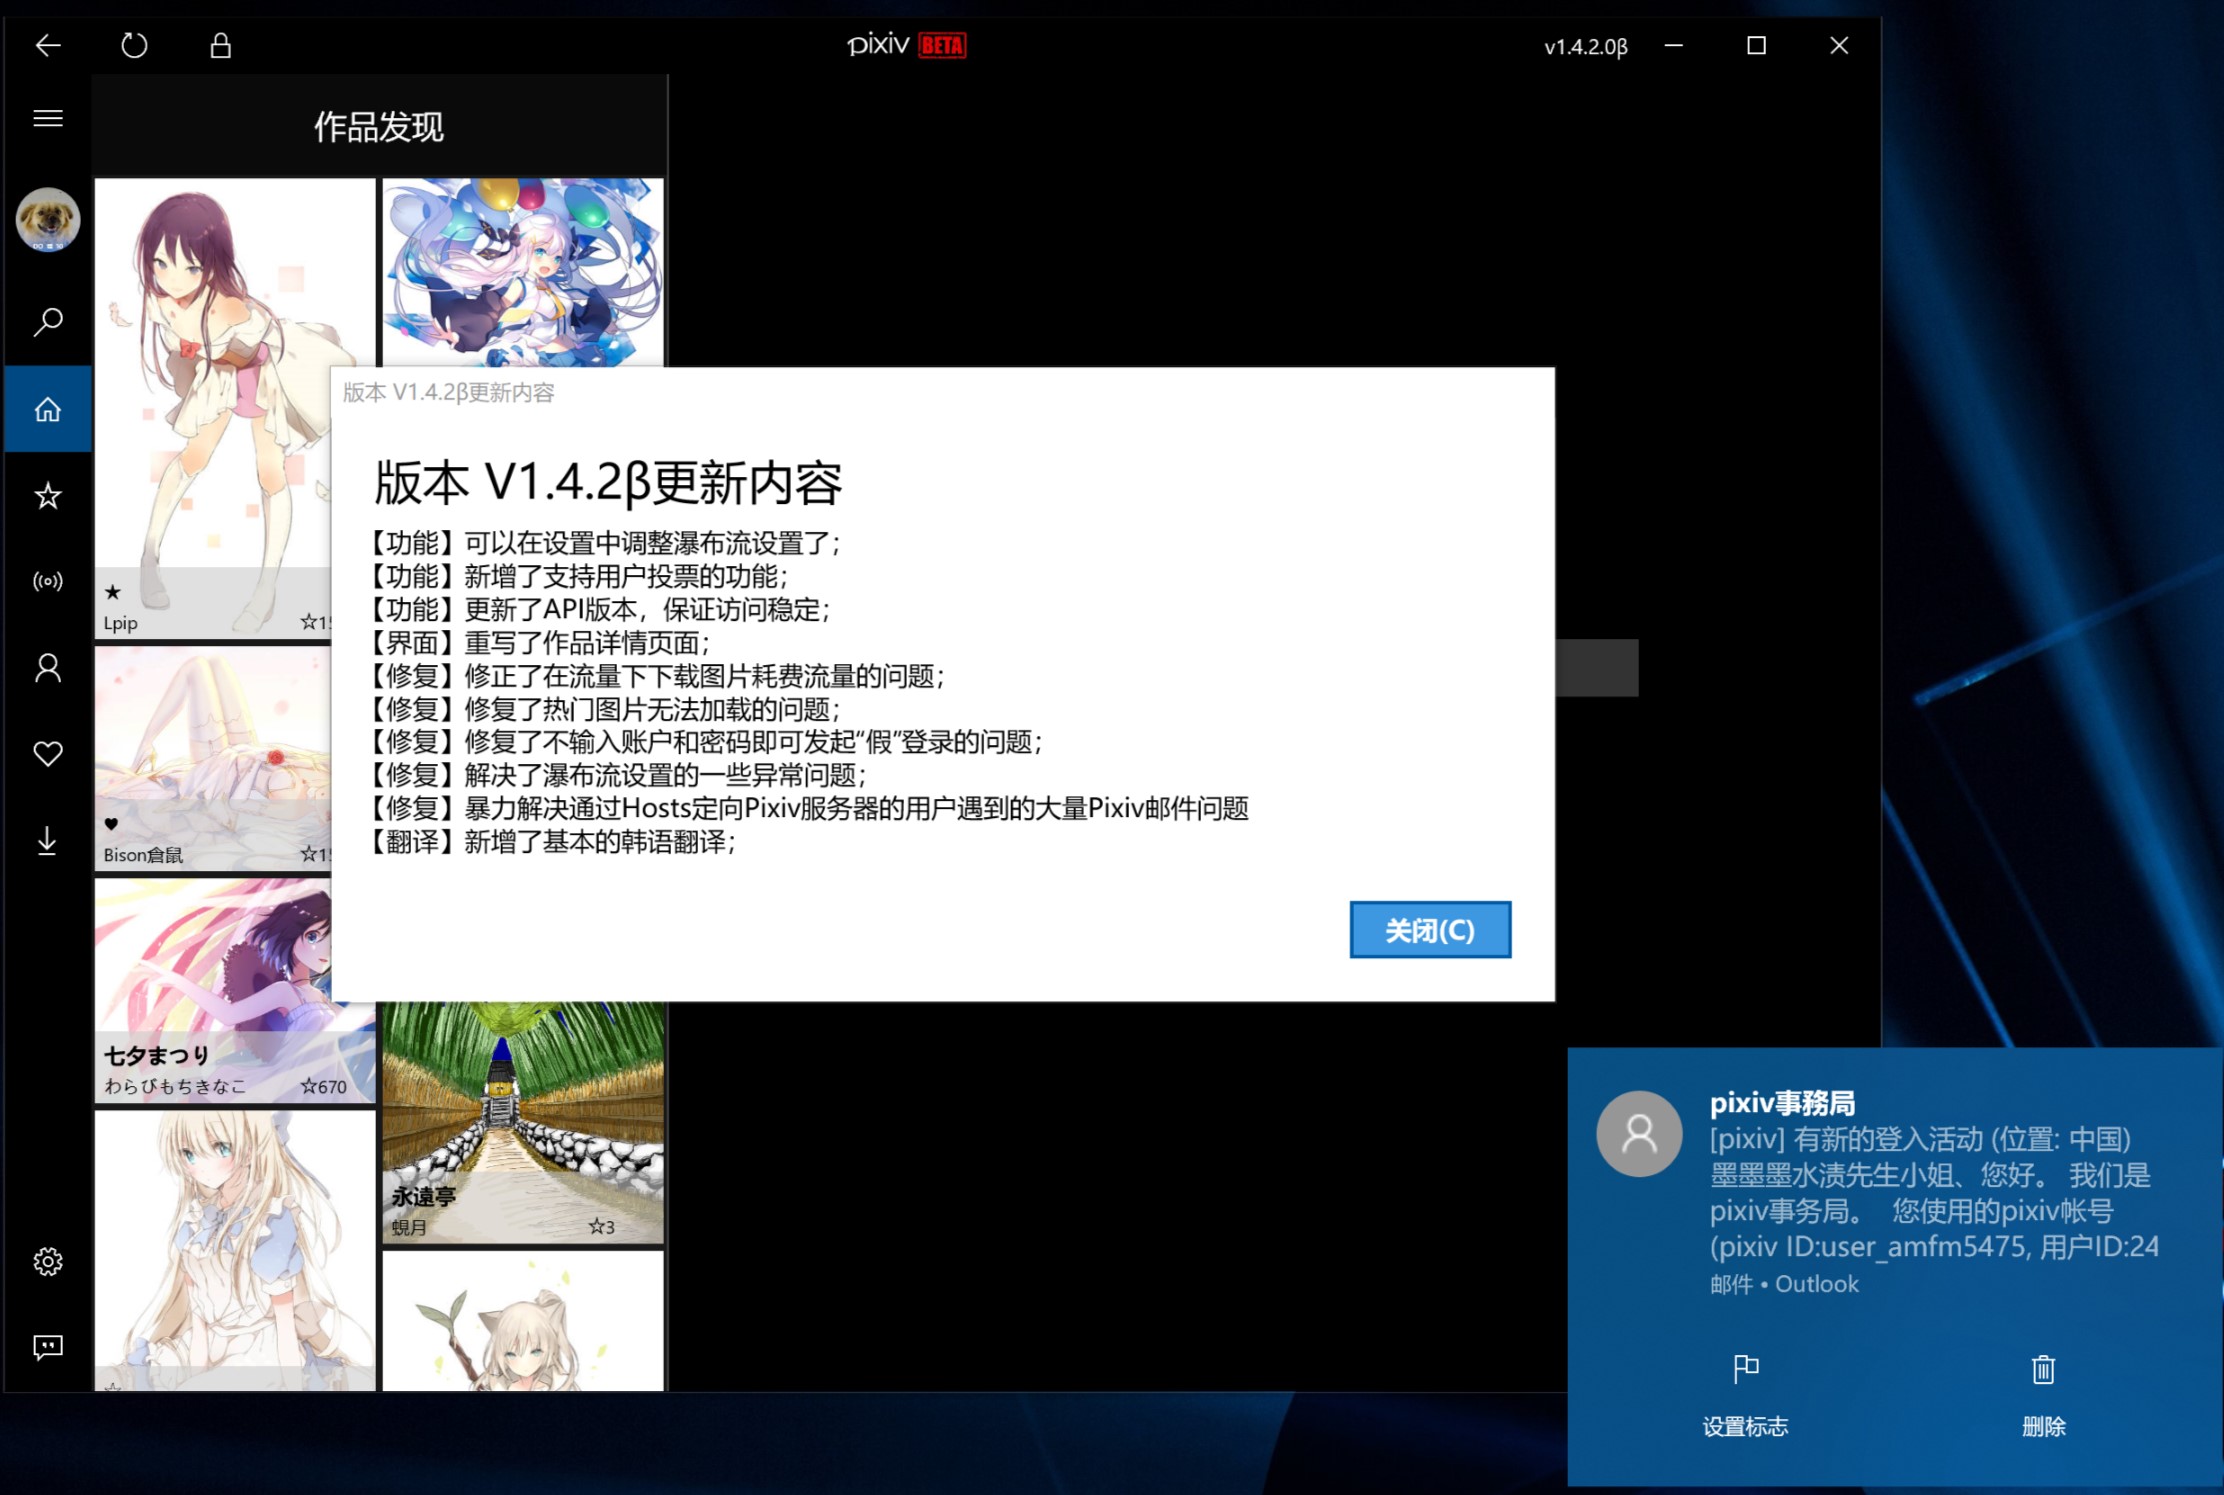 pixiv BETA
v1.4.2.0β
作品发现
★
Lpip
Bison倉鼠
七夕まつり
わらびもちきなこ ☆670
永遠亭
蜆月 ☆3
版本 V1.4.2β更新内容
版本 V1.4.2β更新内容
【功能】可以在设置中调整瀑布流设置了;
【功能】新增了支持用户投票的功能;
【功能】更新了API版本，保证访问稳定;
【界面】重写了作品详情页面;
【修复】修正了在流量下下载图片耗费流量的问题;
【修复】修复了热门图片无法加载的问题;
【修复】修复了不输入账户和密码即可发起“假”登录的问题;
【修复】解决了瀑布流设置的一些异常问题;
【修复】暴力解决通过Hosts定向Pixiv服务器的用户遇到的大量Pixiv邮件问题
【翻译】新增了基本的韩语翻译;
关闭(C)
pixiv事務局
[pixiv] 有新的登入活动 (位置: 中国)
墨墨墨水渍先生小姐、您好。 我们是
pixiv事务局。 您使用的pixiv帐号
(pixiv ID:user_amfm5475, 用户ID:24
邮件 • Outlook
设置标志
删除